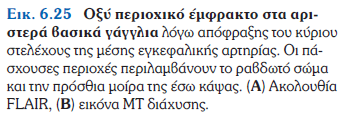 Εικ. 6.25 Οξύ περιοχικό έμφρακτο στα αρι-
στερά βασικά γάγγλια λόγω απόφραξης του κύριου
στελέχους της μέσης εγκεφαλικής αρτηρίας. Οι πά-
σχουσες περιοχές περιλαμβάνουν το ραβδωτό σώμα
και την πρόσθια μοίρα της έσω κάψας. (Α) Ακολουθία
FLAIR, (Β) εικόνα ΜΤ διάχυσης.